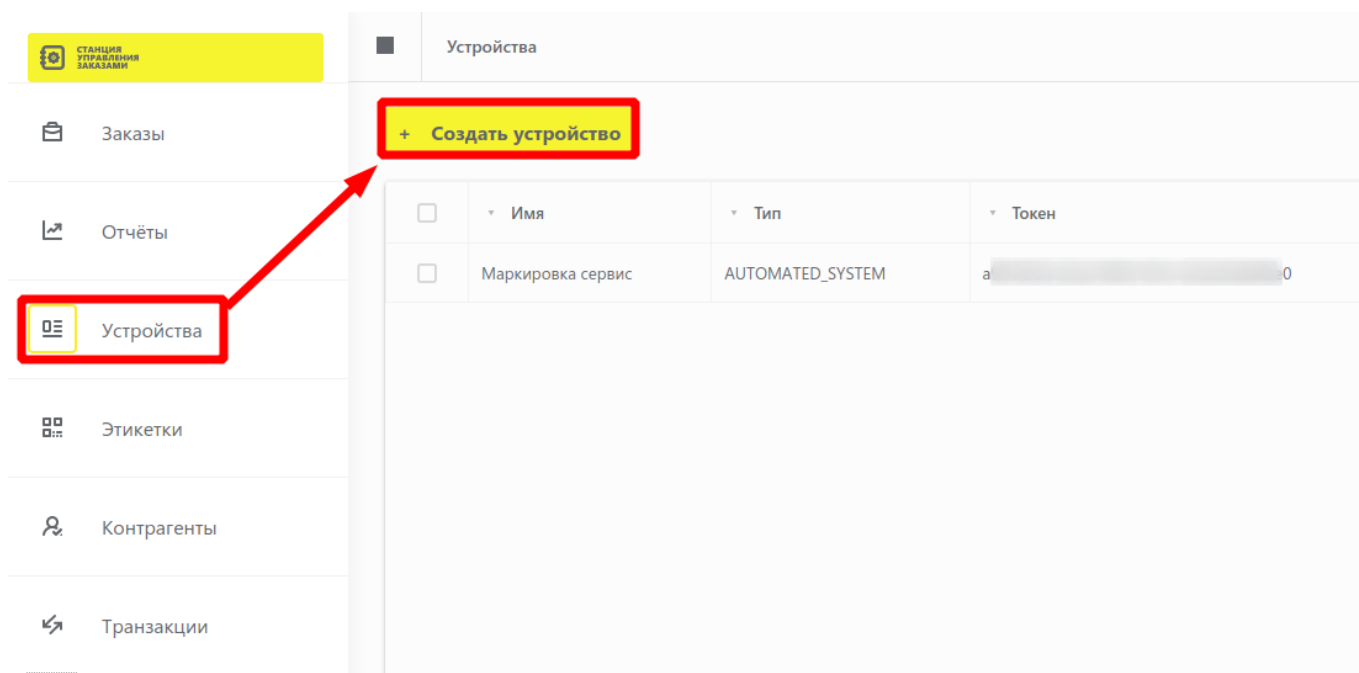 СТАНЦИЯ
УПРАВЛЕНИЯ
ЗАКАЗАМИ
Заказы
Отчёты
Устройства
Этикетки
Контрагенты
Транзакции
Устройства
+ Создать устройство
Имя Тип Токен
Маркировка сервис AUTOMATED_SYSTEM